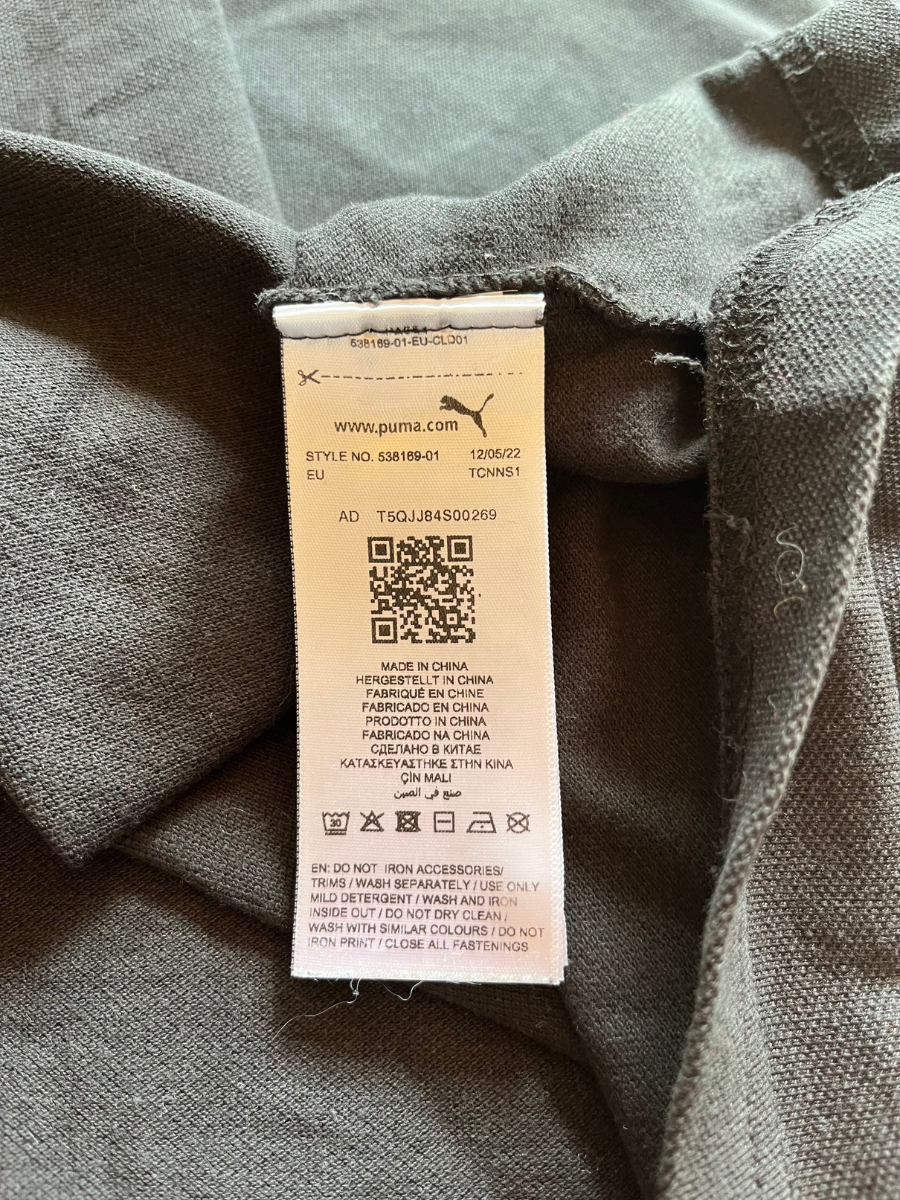 538169-01-EU-CLD01
www.puma.com
STYLE NO. 538169-01 12/05/22
EU TCNNS1
AD T5QJJ84S00269
MADE IN CHINA
HERGESTELLT IN CHINA
FABRIQUÉ EN CHINE
FABRICADO EN CHINA
PRODOTTO IN CHINA
FABRICADO NA CHINA
СДЕЛАНО В КИТАЕ
ΚΑΤΑΣΚΕΥΑΣΤΗΚΕ ΣΤΗΝ ΚΙΝΑ
ÇİN MALI
صنع في الصين
30
EN: DO NOT IRON ACCESSORIES/
TRIMS / WASH SEPARATELY / USE ONLY
MILD DETERGENT / WASH AND IRON
INSIDE OUT / DO NOT DRY CLEAN /
WASH WITH SIMILAR COLOURS / DO NOT
IRON PRINT / CLOSE ALL FASTENINGS